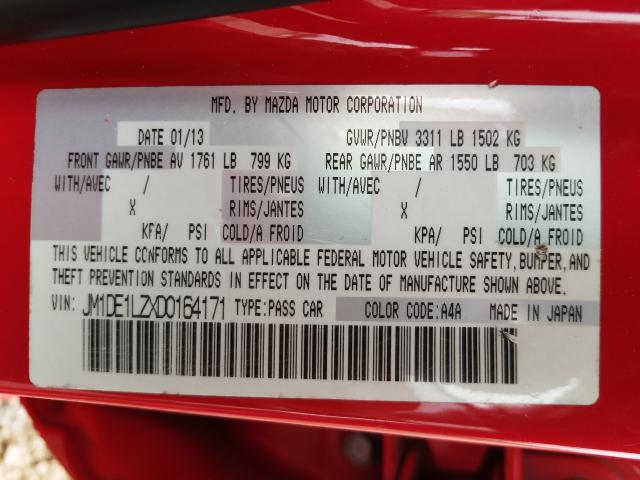 MFD. BY MAZDA MOTOR CORPORATION
DATE 01/13 GVWR/PNBV 3311 LB 1502 KG
FRONT GAWR/PNBE AV 1761 LB 799 KG REAR GAWR/PNBE AR 1550 LB 703 KG
WITH/AVEC / TIRES/PNEUS WITH/AVEC / TIRES/PNEUS
X RIMS/JANTES X RIMS/JANTES
KPA/ PSI COLD/A FROID KPA/ PSI COLD/A FROID
THIS VEHICLE CONFORMS TO ALL APPLICABLE FEDERAL MOTOR VEHICLE SAFETY, BUMPER, AND
THEFT PREVENTION STANDARDS IN EFFECT ON THE DATE OF MANUFACTURE SHOWN ABOVE.
VIN: JM1DE1LZXD0164171 TYPE:PASS CAR COLOR CODE:A4A MADE IN JAPAN